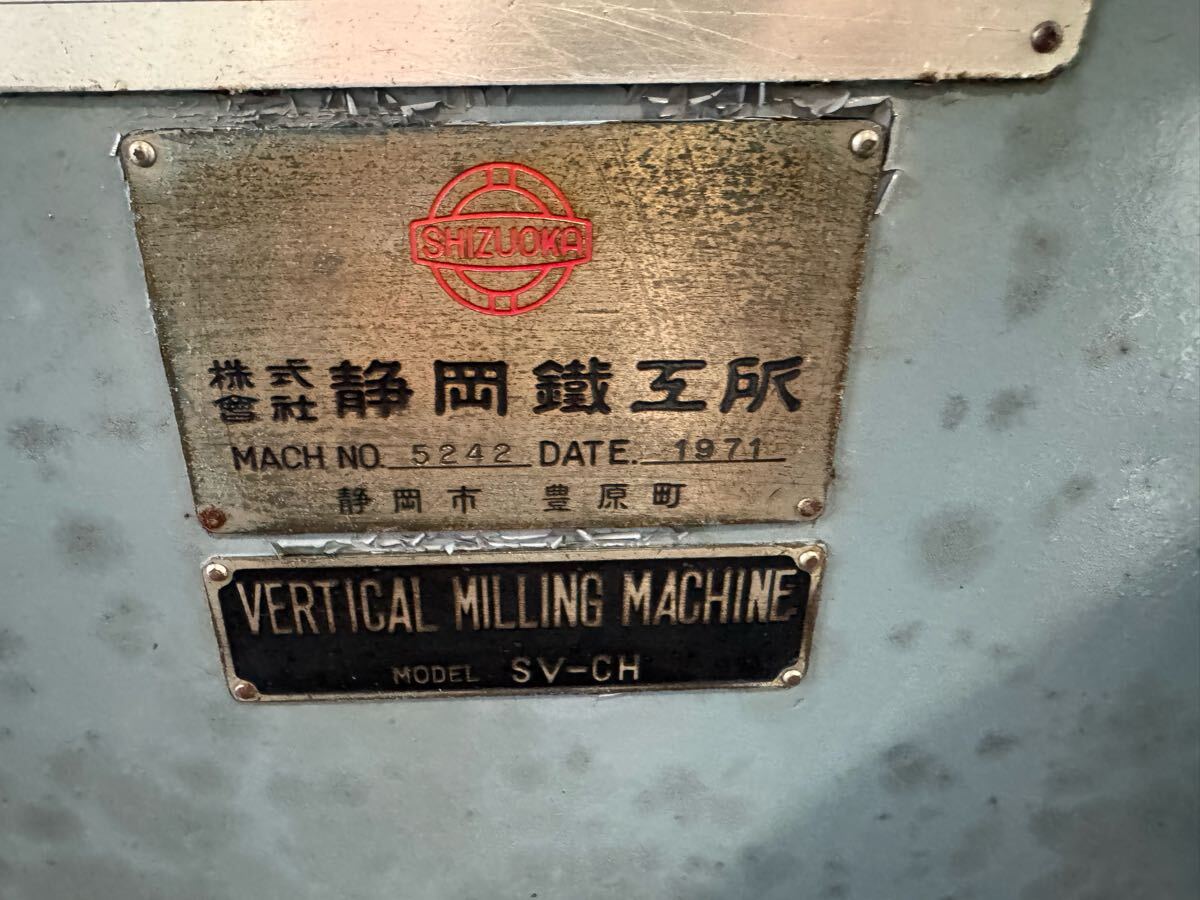 SHIZUOKA
株式會社 静岡鐵工所
MACH NO. 5242 DATE. 1971
静岡市 豊原町
VERTICAL MILLING MACHINE
MODEL SV-CH